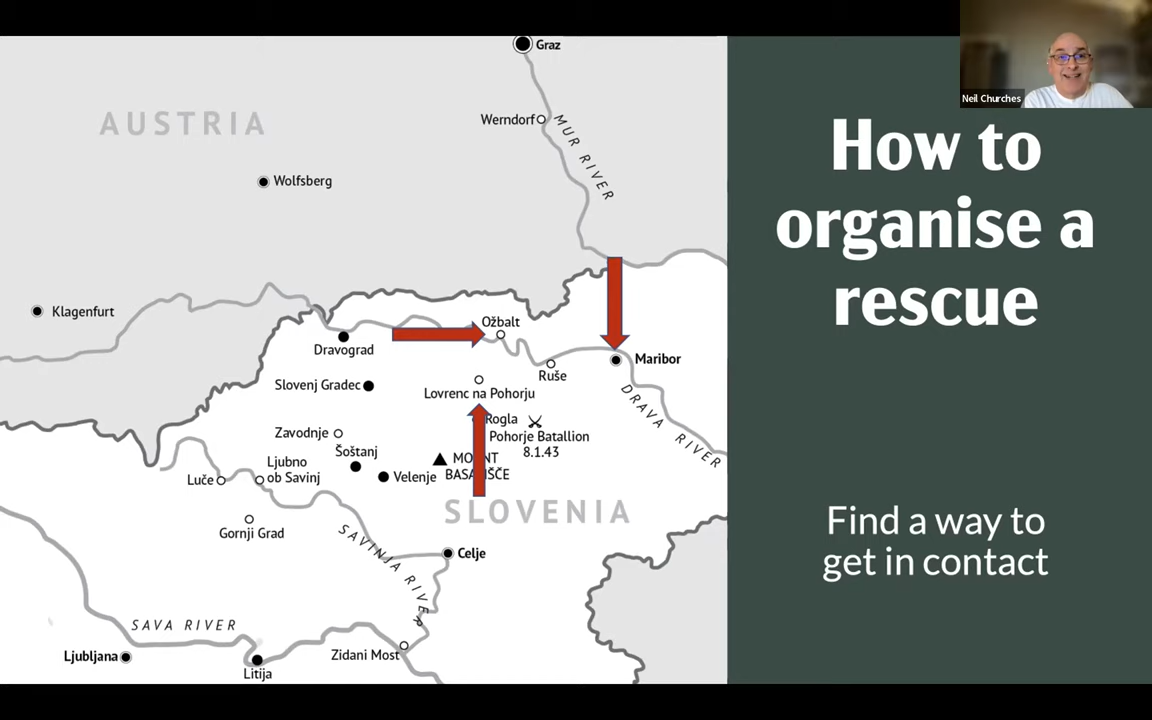 Graz
AUSTRIA
Werndorf
MUR RIVER
Wolfsberg
Klagenfurt
Ožbalt
Dravograd
Maribor
Ruše
Slovenj Gradec
Lovrenc na Pohorju
DRAVA RIVER
Rogla
Zavodnje
Pohorje Batallion
8.1.43
Šoštanj
MOUNT
Ljubno
ob Savinj
Luče
Velenje
SLOVENIA
Gornji Grad
SAVINJA RIVER
Celje
SAVA RIVER
Ljubljana
Zidani Most
Litija
Neil Churches
How to
organise a
rescue
Find a way to
get in contact